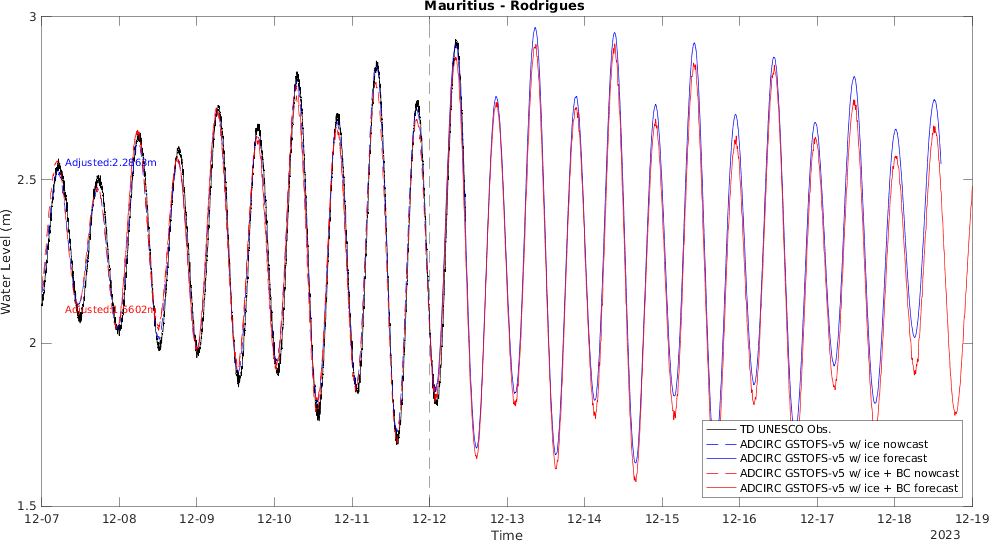 Mauritius - Rodrigues
3
2.5
2
1.5
Water Level (m)
Adjusted:2.2863m
TD UNESCO Obs.
ADCIRC GSTOFS-v5 w/ ice nowcast
ADCIRC GSTOFS-v5 w/ ice forecast
ADCIRC GSTOFS-v5 w/ ice + BC nowcast
ADCIRC GSTOFS-v5 w/ ice + BC forecast
12-07
12-08
12-09
12-10
12-11
12-12
12-13
12-14
12-15
12-16
12-17
12-18
12-19
Time
2023